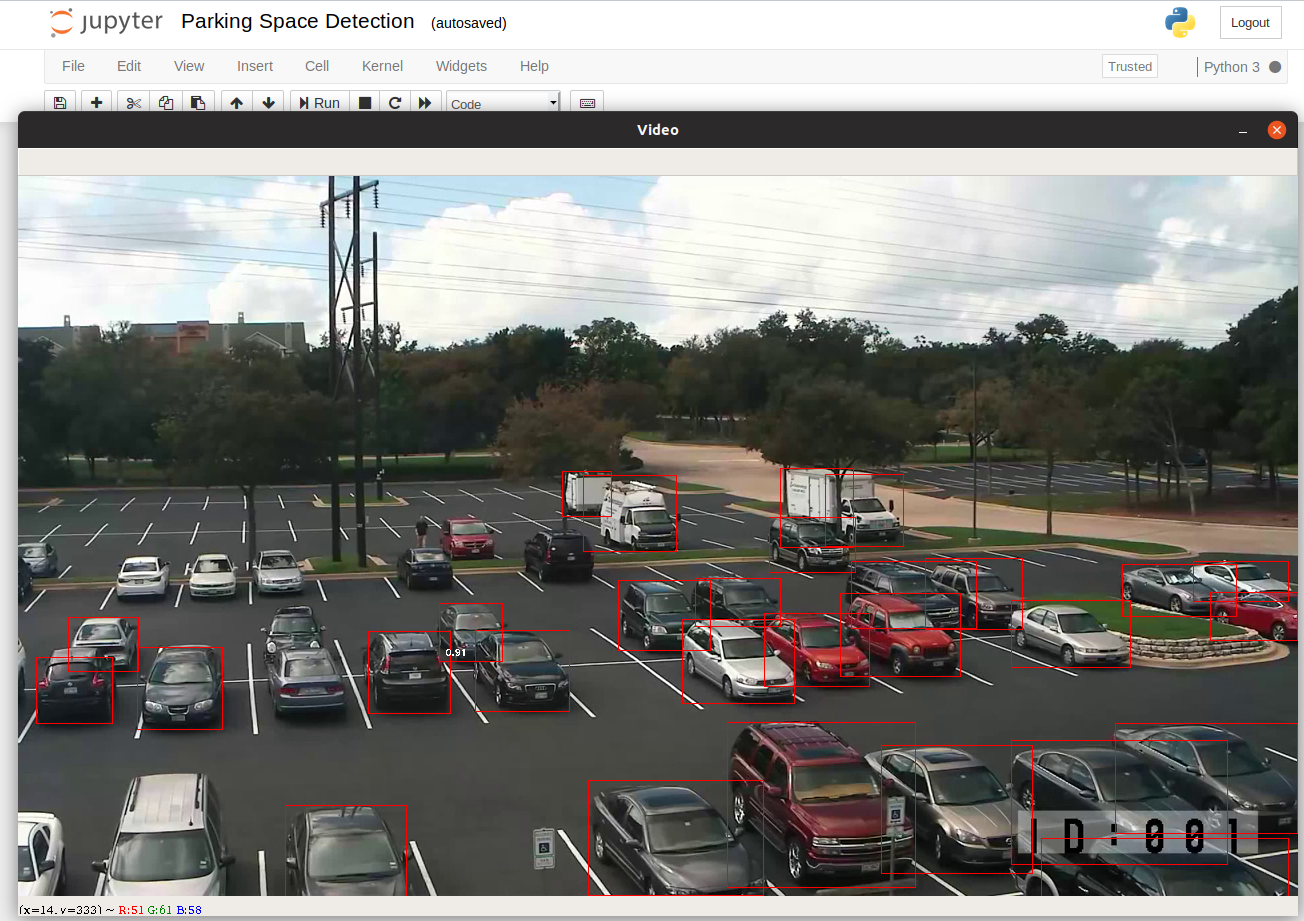 jupyter Parking Space Detection (autosaved)
Logout
File Edit View Insert Cell Kernel Widgets Help
Trusted Python 3
Run Code
Video
0.91
ID:001
(x=14, y=333) ~ R:51 G:61 B:58